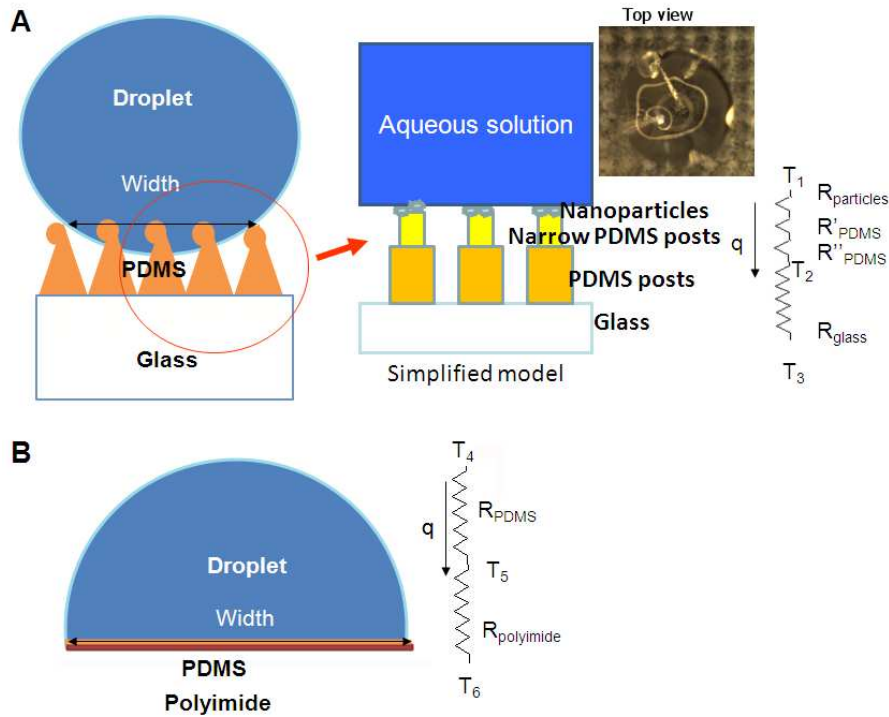 A
Droplet
Width
PDMS
Glass
Aqueous solution
Nanoparticles
Narrow PDMS posts
PDMS posts
Glass
Simplified model
Top view
T1
Rparticles
R'PDMS
q
R''PDMS
T2
Rglass
T3
B
Droplet
Width
PDMS
Polyimide
T4
q
RPDMS
T5
Rpolyimide
T6